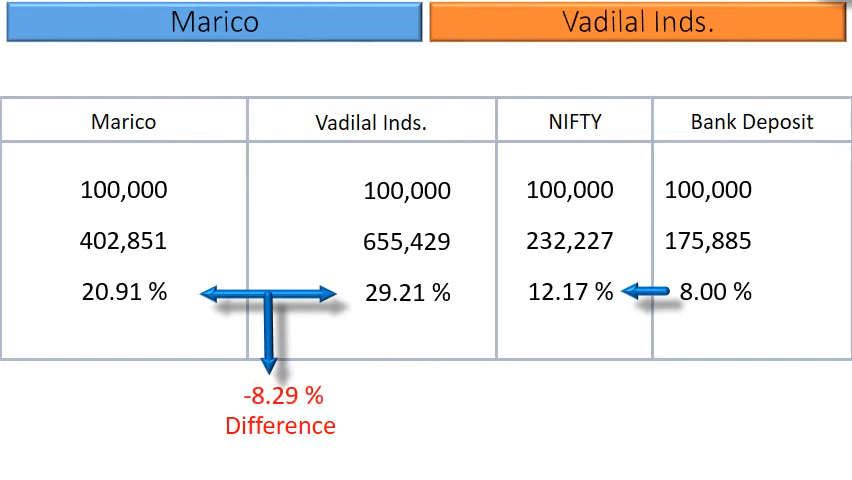 Marico Vadilal Inds.
Marico Vadilal Inds. NIFTY Bank Deposit
100,000 100,000 100,000 100,000
402,851 655,429 232,227 175,885
20.91 % 29.21 % 12.17 % 8.00 %
-8.29 %
Difference